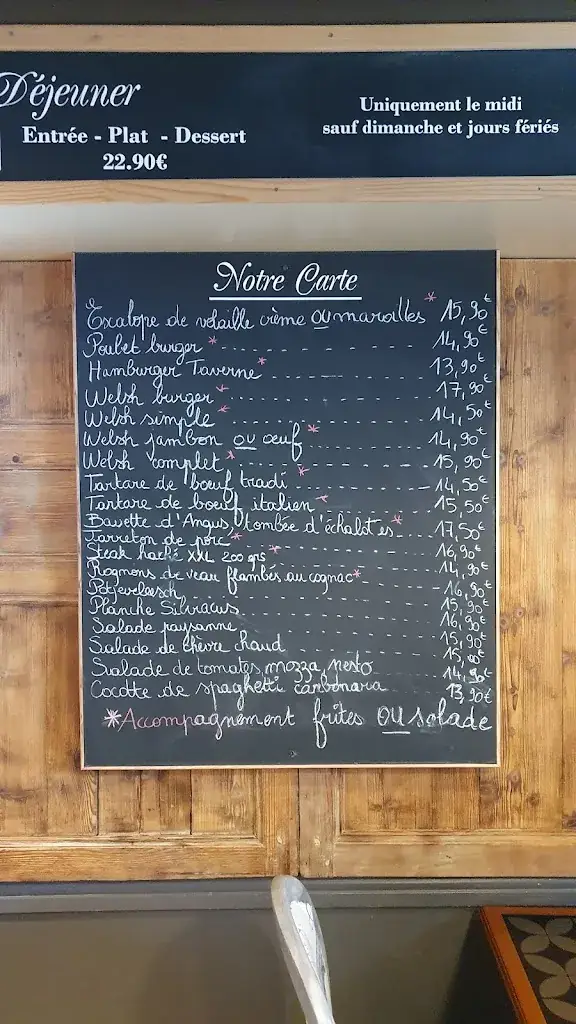 Déjeuner
Entrée - Plat - Dessert
22.90€
Uniquement le midi
sauf dimanche et jours fériés
Notre Carte
Escalope de volaille crème ou maroilles * 15,90€
Poulet burger * 14,90€
Hamburger Taverne * 13,90€
Welsh burger * 17,90€
Welsh simple * 14,50€
Welsh jambon ou œuf * 14,90€
Welsh complet * 15,90€
Tartare de bœuf tradi * 14,50€
Tartare de bœuf italien * 15,50€
Bavette d'Angus, tombée d'échalotes * 17,50€
Jarreton de porc * 16,90€
Steak haché XXL 200 grs * 14,90€
Rognons de veau flambés au cognac * 16,90€
Potjevleesch 15,90€
Planche Silviacus 16,90€
Salade paysanne 15,90€
Salade de chèvre chaud
Salade de tomates, mozza, pesto 14,90€
Cocotte de spaghetti carbonara 13,90€
*Accompagnement frites ou salade